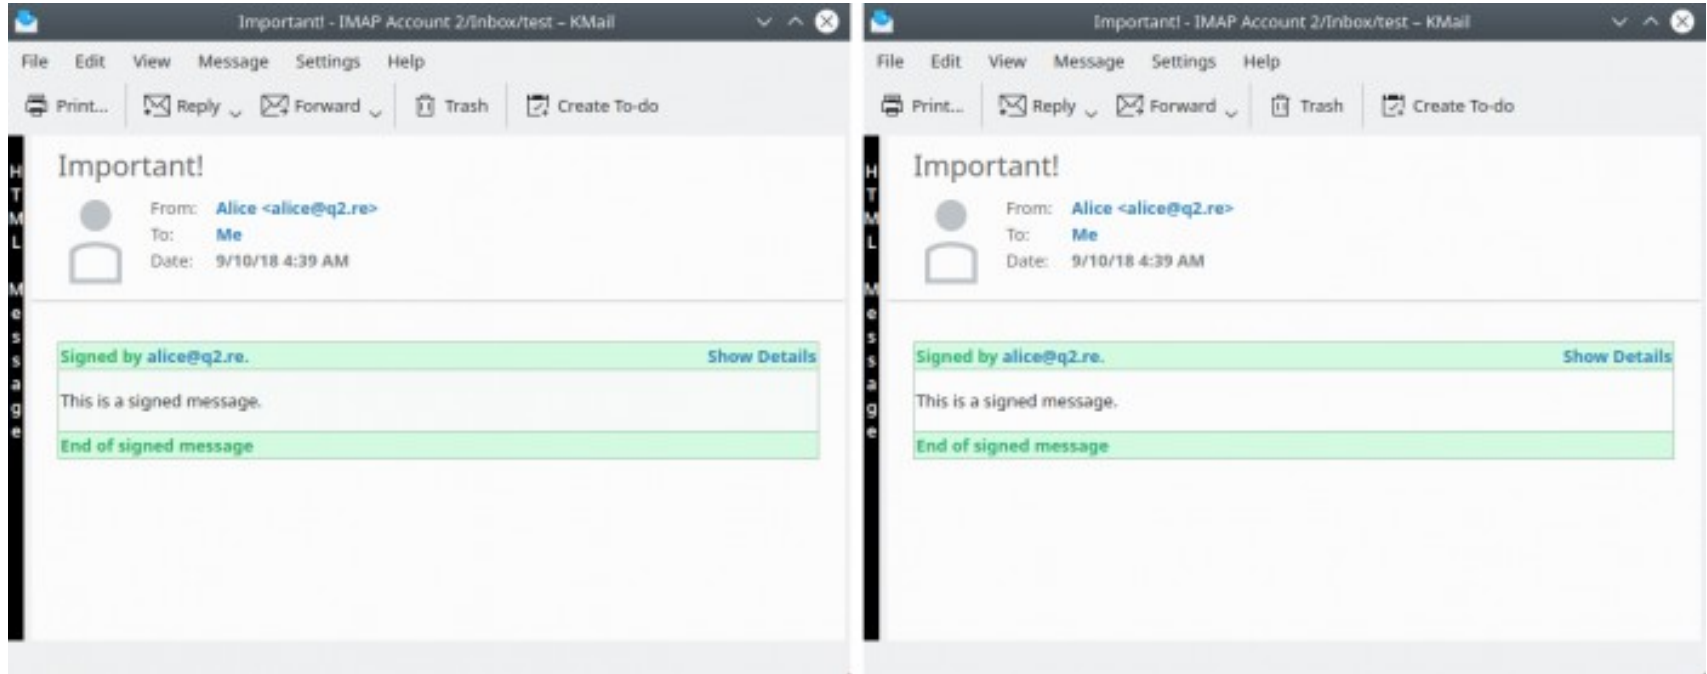 Important! - IMAP Account 2/Inbox/test – KMail
File Edit View Message Settings Help
Print... Reply Forward Trash Create To-do
HTML Message
Important!
From: Alice <alice@q2.re>
To: Me
Date: 9/10/18 4:39 AM
Signed by alice@q2.re. Show Details
This is a signed message.
End of signed message
Important! - IMAP Account 2/Inbox/test – KMail
File Edit View Message Settings Help
Print... Reply Forward Trash Create To-do
HTML Message
Important!
From: Alice <alice@q2.re>
To: Me
Date: 9/10/18 4:39 AM
Signed by alice@q2.re. Show Details
This is a signed message.
End of signed message